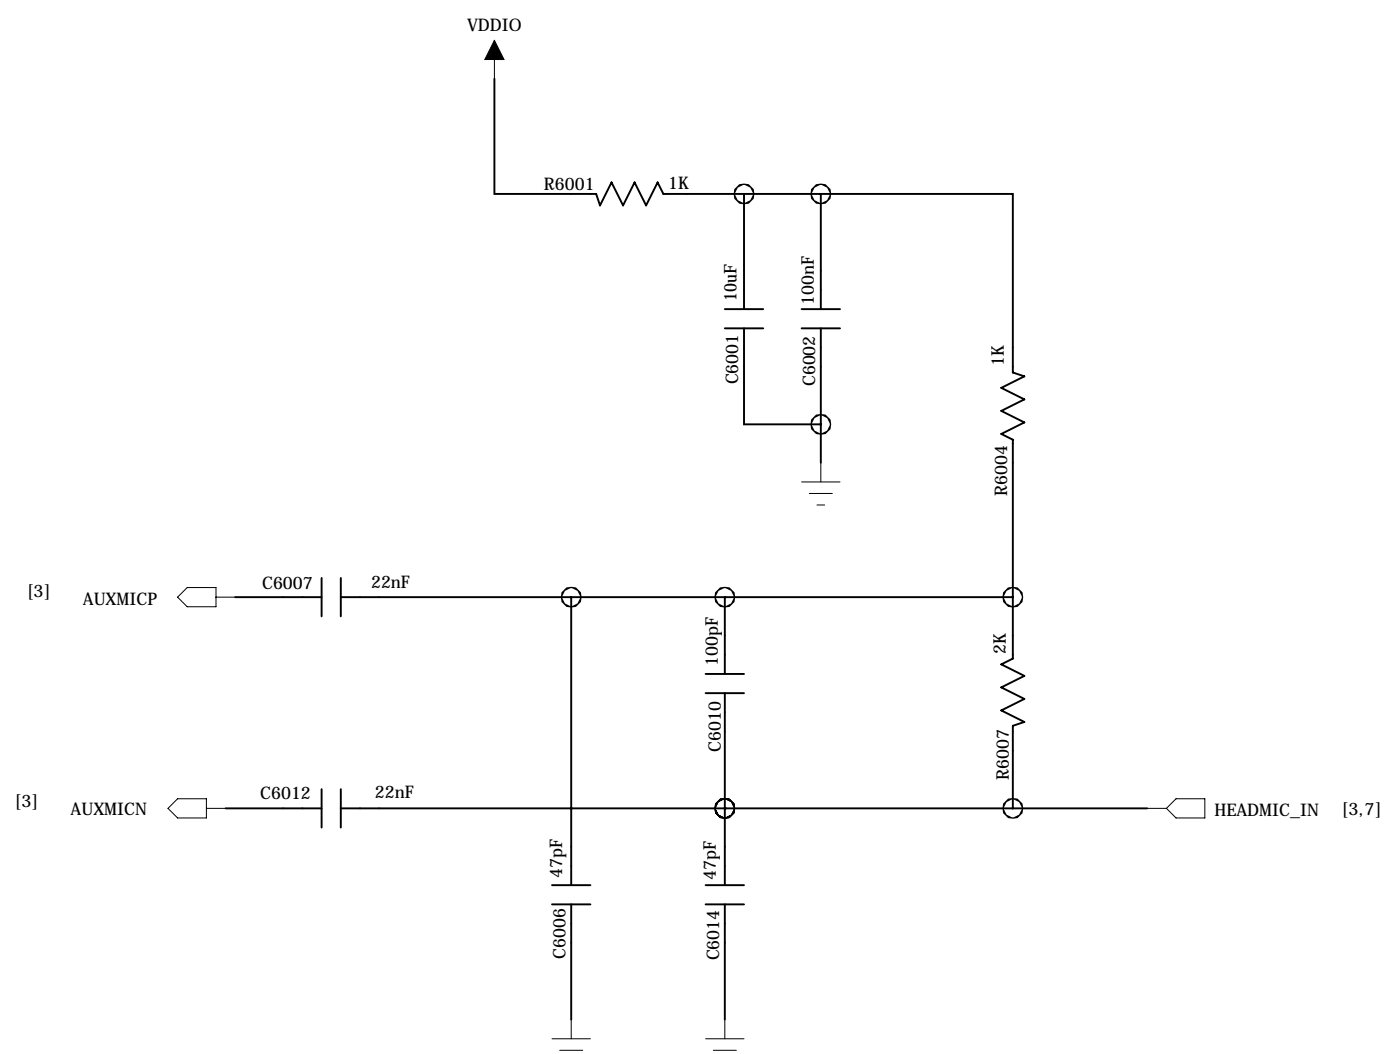 VDDIO
R6001 1K
10uF
C6001
100nF
C6002
1K
R6004
[3] AUXMICP C6007 22nF
100pF
C6010
2K
R6007
[3] AUXMICN C6012 22nF
HEADMIC_IN [3,7]
47pF
C6006
47pF
C6014